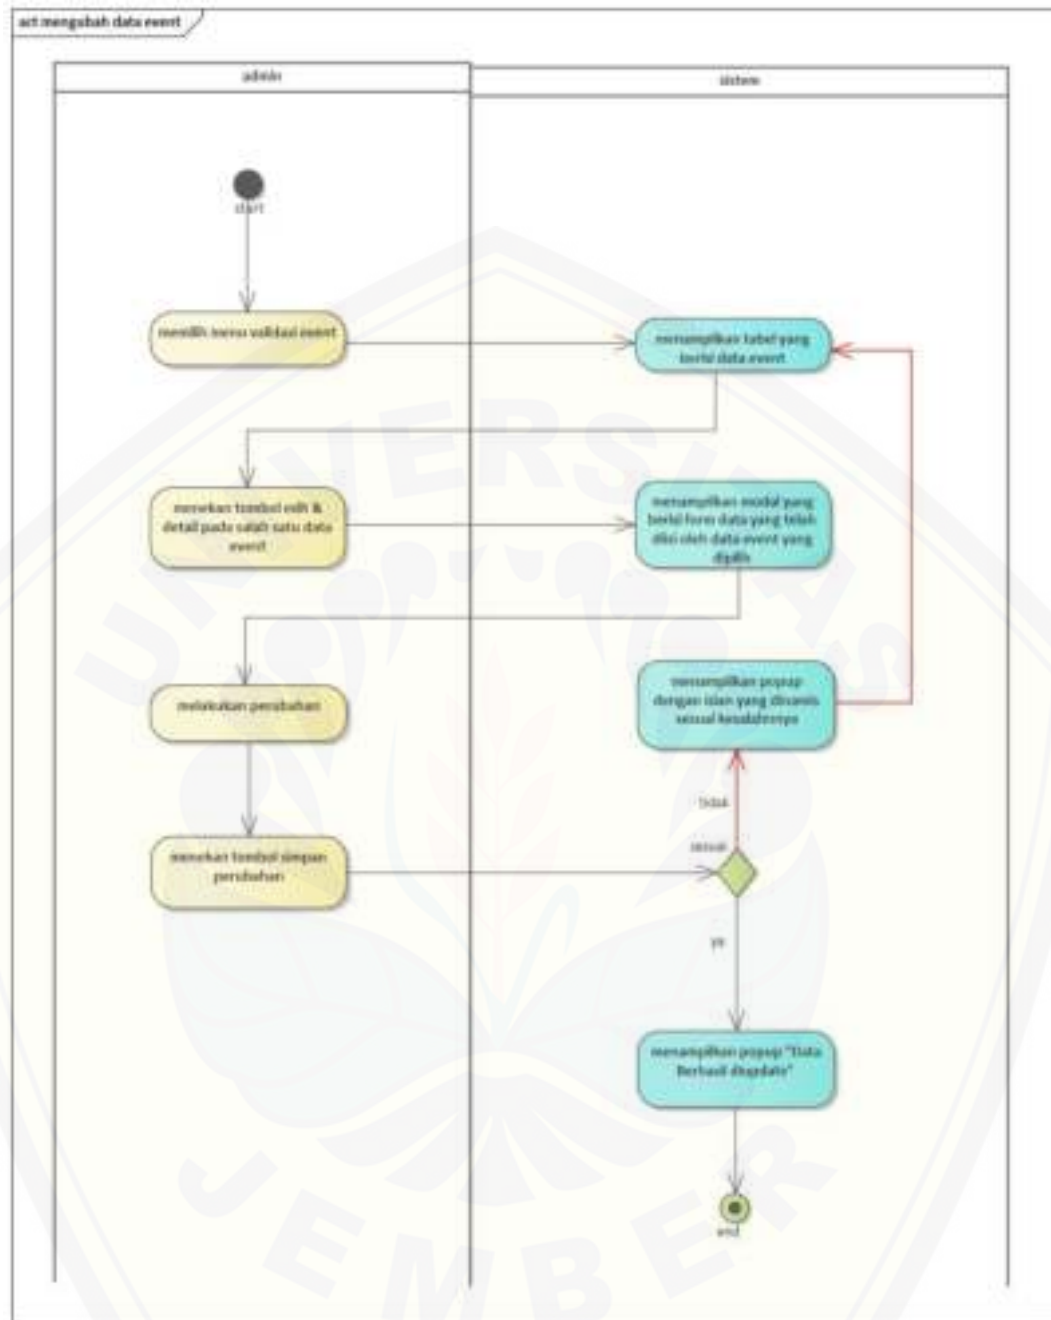 act mengubah data event
admin
sistem
start
memilih menu validasi event
menampilkan tabel yang
berisi data event
menekan tombol edit &
detail pada salah satu data
event
menampilkan modal yang
berisi form data yang telah
diisi oleh data event yang
dipilih
melakukan perubahan
menampilkan popup
dengan isian yang dinamis
sesuai kesalahannya
tidak
sesuai
menekan tombol simpan
perubahan
ya
menampilkan popup "Data
Berhasil diupdate"
end
UNIVERSITAS
JEMBER